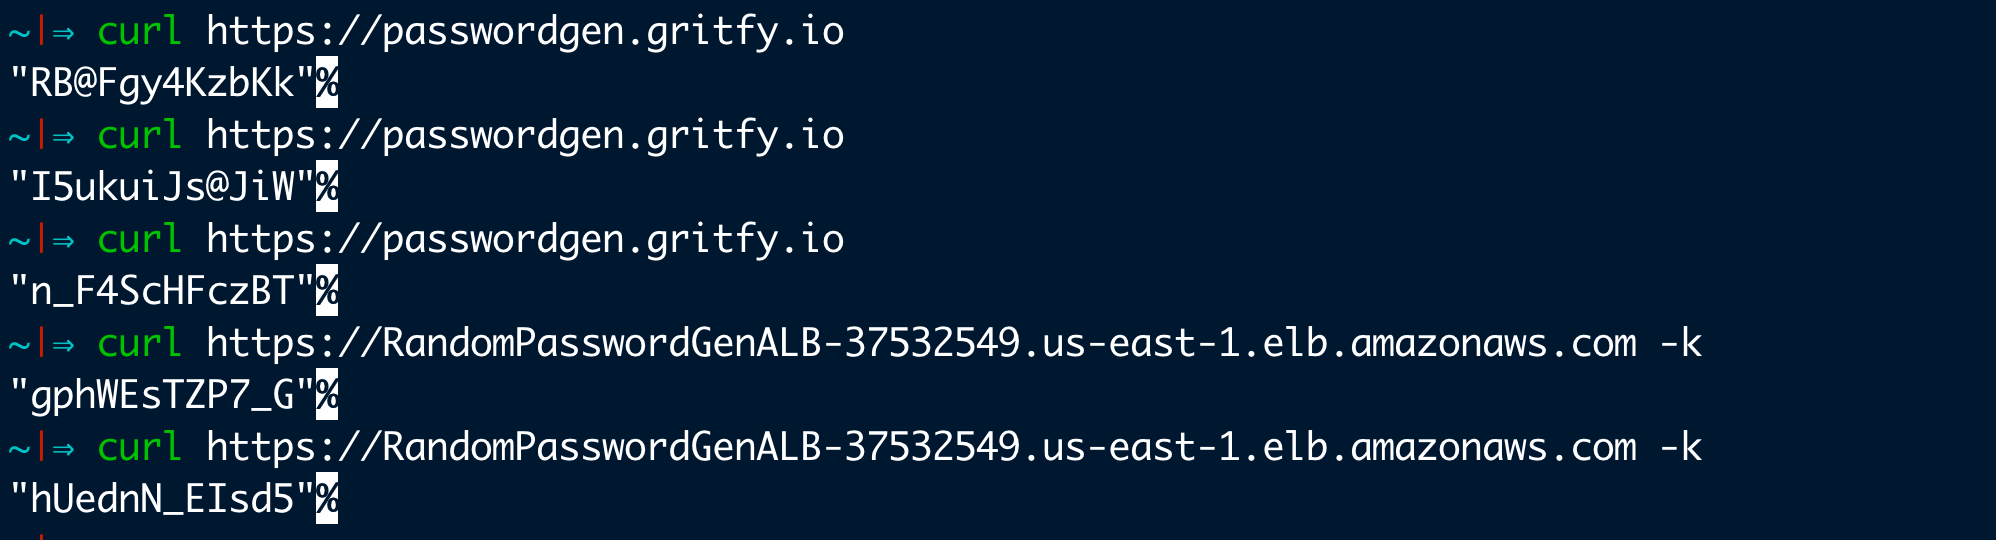 ~|⇒ curl https://passwordgen.gritfy.io
"RB@Fgy4KzbKk"%
~|⇒ curl https://passwordgen.gritfy.io
"I5ukuiJs@JiW"%
~|⇒ curl https://passwordgen.gritfy.io
"n_F4ScHFczBT"%
~|⇒ curl https://RandomPasswordGenALB-37532549.us-east-1.elb.amazonaws.com -k
"gphWEsTZP7_G"%
~|⇒ curl https://RandomPasswordGenALB-37532549.us-east-1.elb.amazonaws.com -k
"hUednN_EIsd5"%